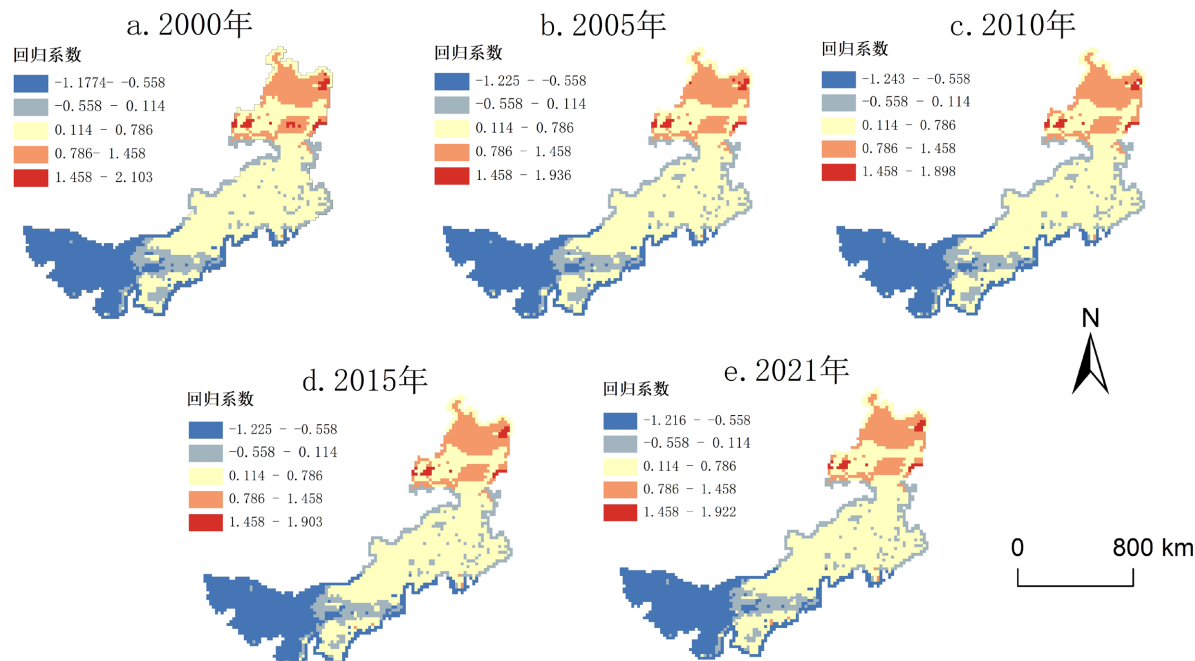 a.2000年
回归系数
-1.1774- -0.558
-0.558 - 0.114
0.114 - 0.786
0.786- 1.458
1.458 - 2.103
b.2005年
回归系数
-1.225 - -0.558
-0.558 - 0.114
0.114 - 0.786
0.786 - 1.458
1.458 - 1.936
c.2010年
回归系数
-1.243 - -0.558
-0.558 - 0.114
0.114 - 0.786
0.786 - 1.458
1.458 - 1.898
N
d.2015年
回归系数
-1.225 - -0.558
-0.558 - 0.114
0.114 - 0.786
0.786 - 1.458
1.458 - 1.903
e.2021年
回归系数
-1.216 - -0.558
-0.558 - 0.114
0.114 - 0.786
0.786 - 1.458
1.458 - 1.922
0 800 km